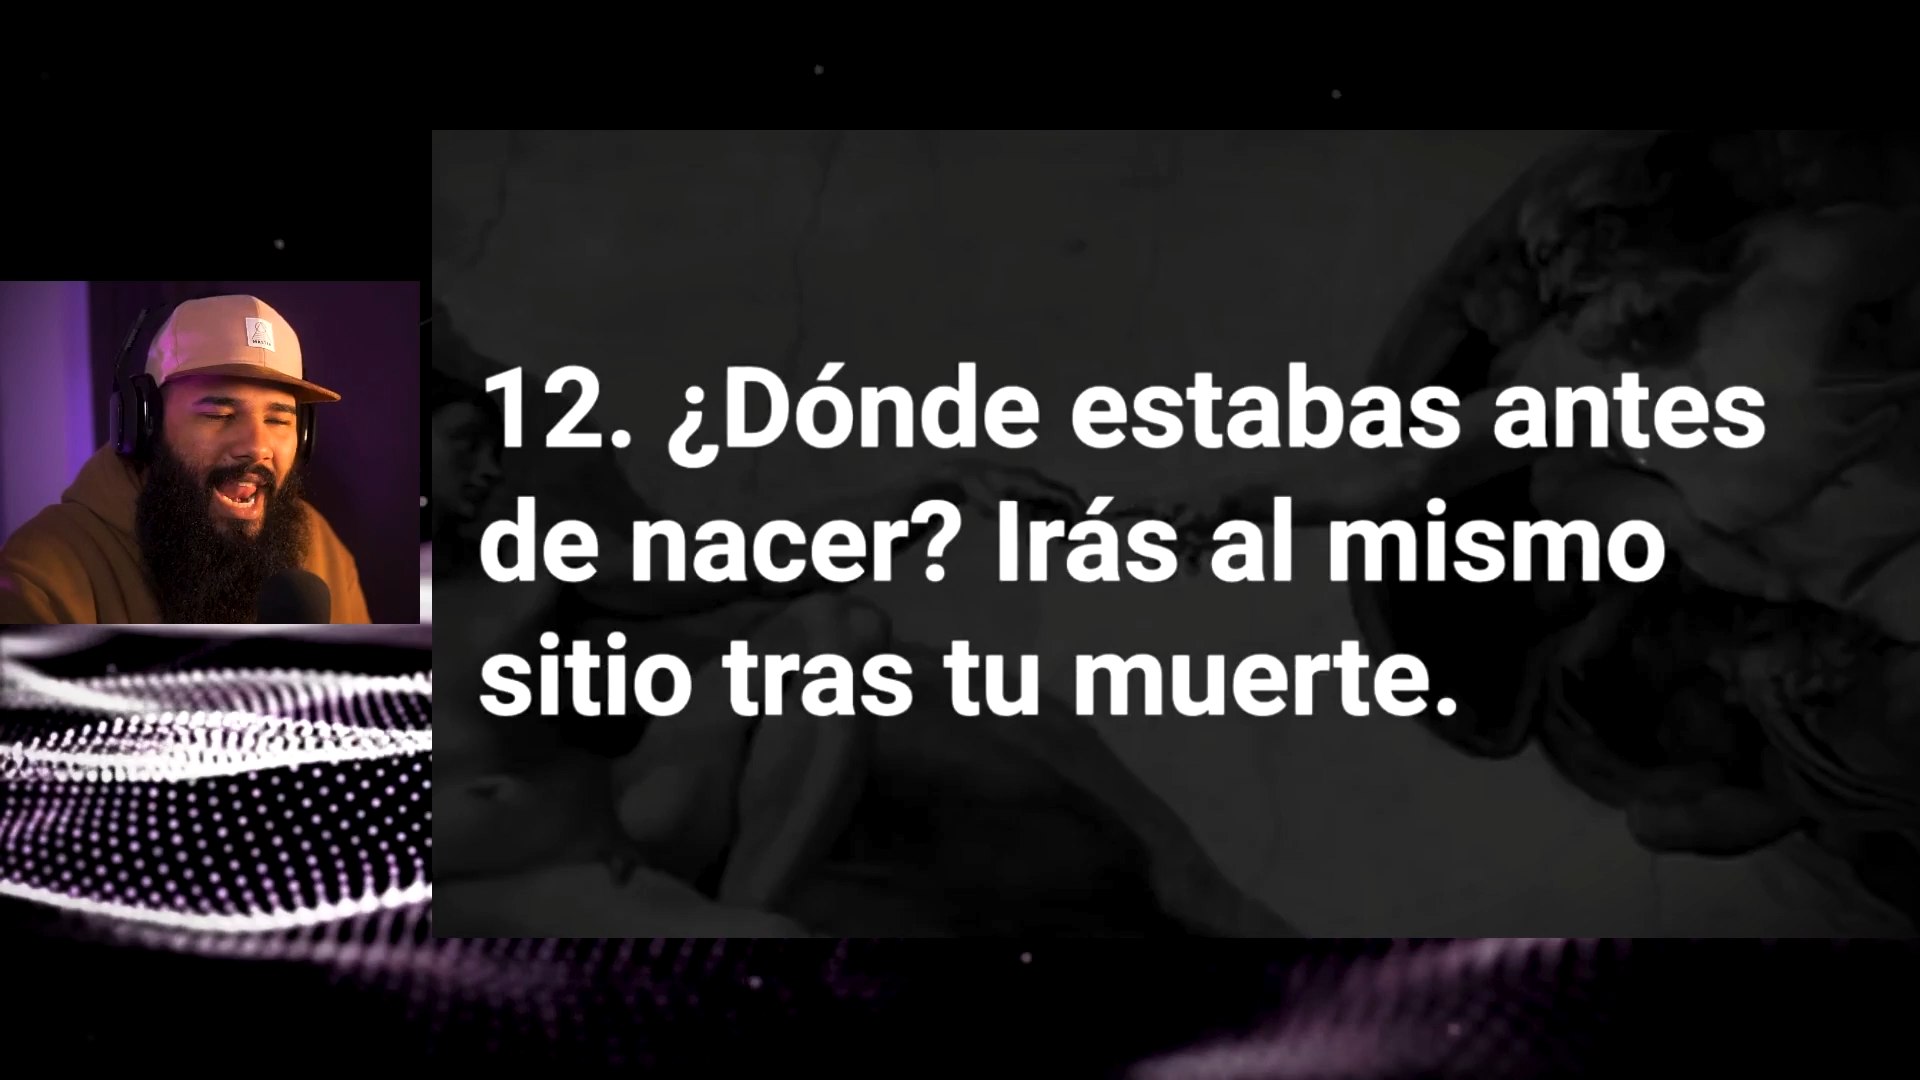 12. ¿Dónde estabas antes
de nacer? Irás al mismo
sitio tras tu muerte.